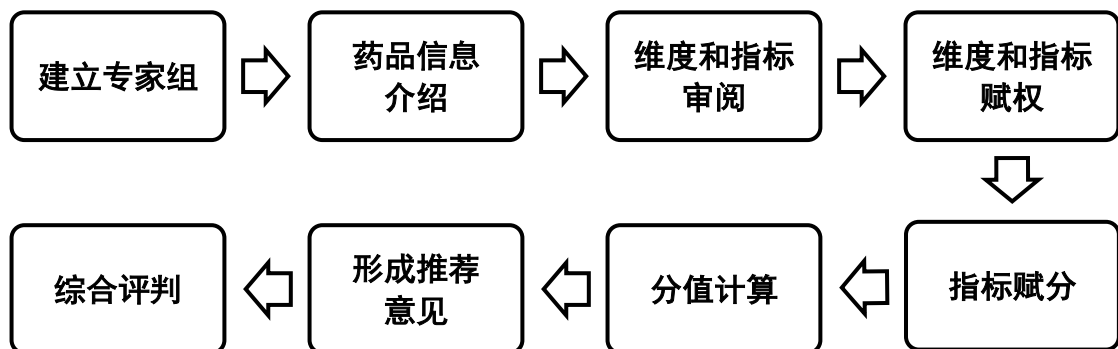 建立专家组
药品信息
介绍
维度和指标
审阅
维度和指标
赋权
指标赋分
分值计算
形成推荐
意见
综合评判